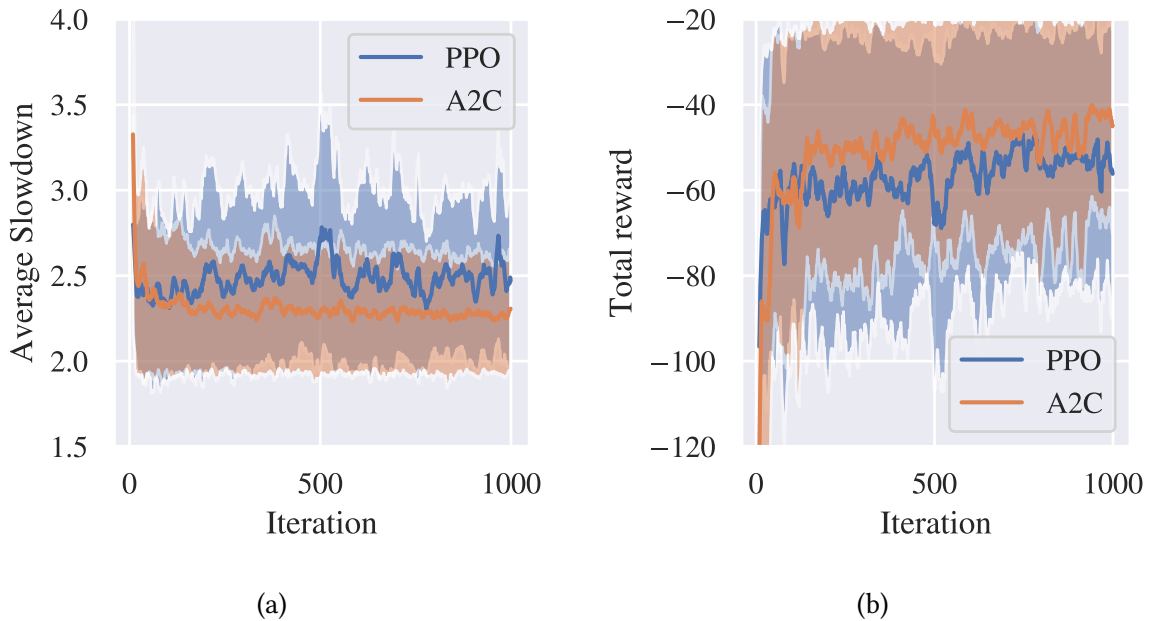 4.0
3.5
3.0
2.5
2.0
1.5
Average Slowdown
PPO
A2C
0
500
1000
Iteration
(a)
−20
−40
−60
−80
−100
−120
Total reward
PPO
A2C
0
500
1000
Iteration
(b)